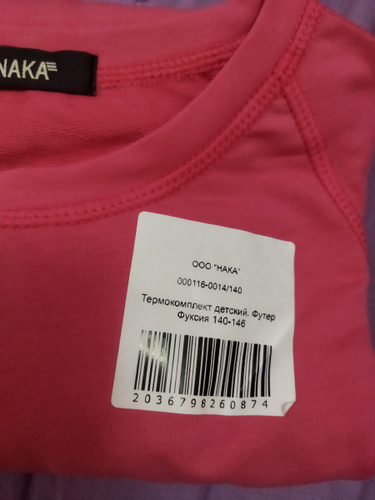 NAKA
ООО "НАКА"
000116-0014/140
Термокомплект детский. Футер
Фуксия 140-146
2036798260874